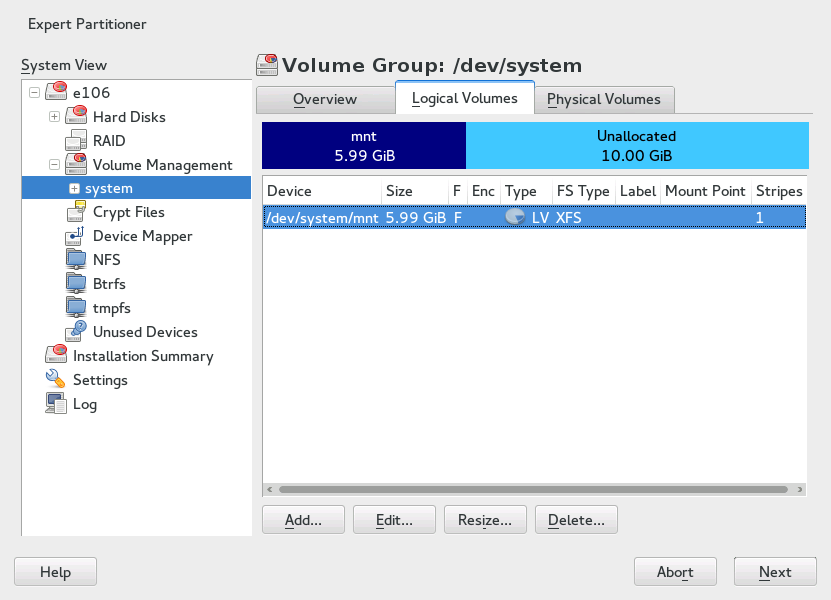 Expert Partitioner
System View
e106
Hard Disks
RAID
Volume Management
system
Crypt Files
Device Mapper
NFS
Btrfs
tmpfs
Unused Devices
Installation Summary
Settings
Log
Volume Group: /dev/system
Overview Logical Volumes Physical Volumes
mnt Unallocated
5.99 GiB 10.00 GiB
Device Size F Enc Type FS Type Label Mount Point Stripes
/dev/system/mnt 5.99 GiB F LV XFS 1
Add... Edit... Resize... Delete...
Help Abort Next